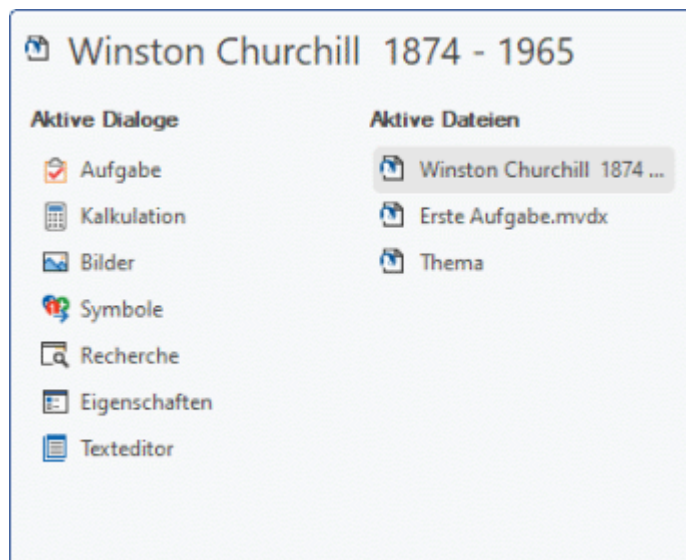 Winston Churchill 1874 - 1965
Aktive Dialoge
Aufgabe
Kalkulation
Bilder
Symbole
Recherche
Eigenschaften
Texteditor
Aktive Dateien
Winston Churchill 1874 ...
Erste Aufgabe.mvdx
Thema